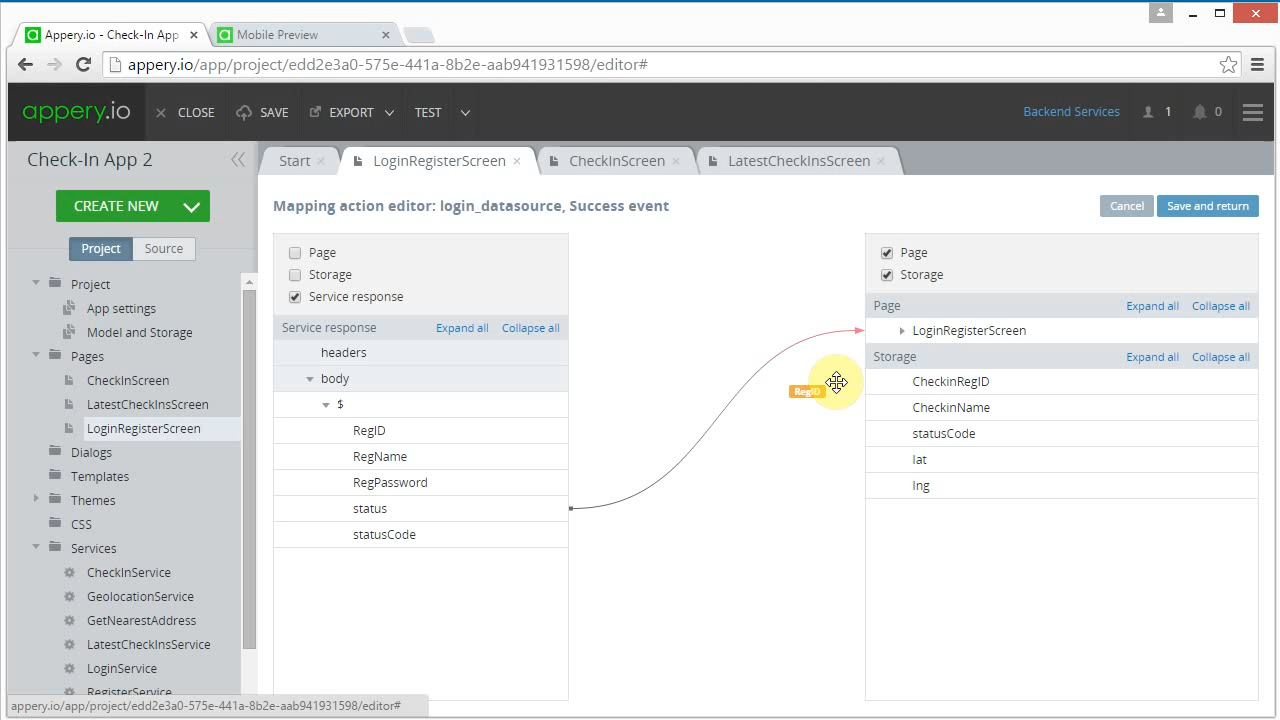 Appery.io - Check-In App
Mobile Preview
appery.io/app/project/edd2e3a0-575e-441a-8b2e-aab941931598/editor#
appery.io
CLOSE
SAVE
EXPORT
TEST
Backend Services
1
0
Check-In App 2
Start
LoginRegisterScreen
CheckInScreen
LatestCheckInsScreen
CREATE NEW
Project
Source
Project
App settings
Model and Storage
Pages
CheckInScreen
LatestCheckInsScreen
LoginRegisterScreen
Dialogs
Templates
Themes
CSS
Services
CheckInService
GeolocationService
GetNearestAddress
LatestCheckInsService
LoginService
RegisterService
Mapping action editor: login_datasource, Success event
Cancel
Save and return
Page
Storage
Service response
Service response
Expand all
Collapse all
headers
body
$
RegID
RegName
RegPassword
status
statusCode
RegID
Page
Storage
Page
Expand all
Collapse all
LoginRegisterScreen
Storage
Expand all
Collapse all
CheckinRegID
CheckinName
statusCode
lat
lng
appery.io/app/project/edd2e3a0-575e-441a-8b2e-aab941931598/editor#